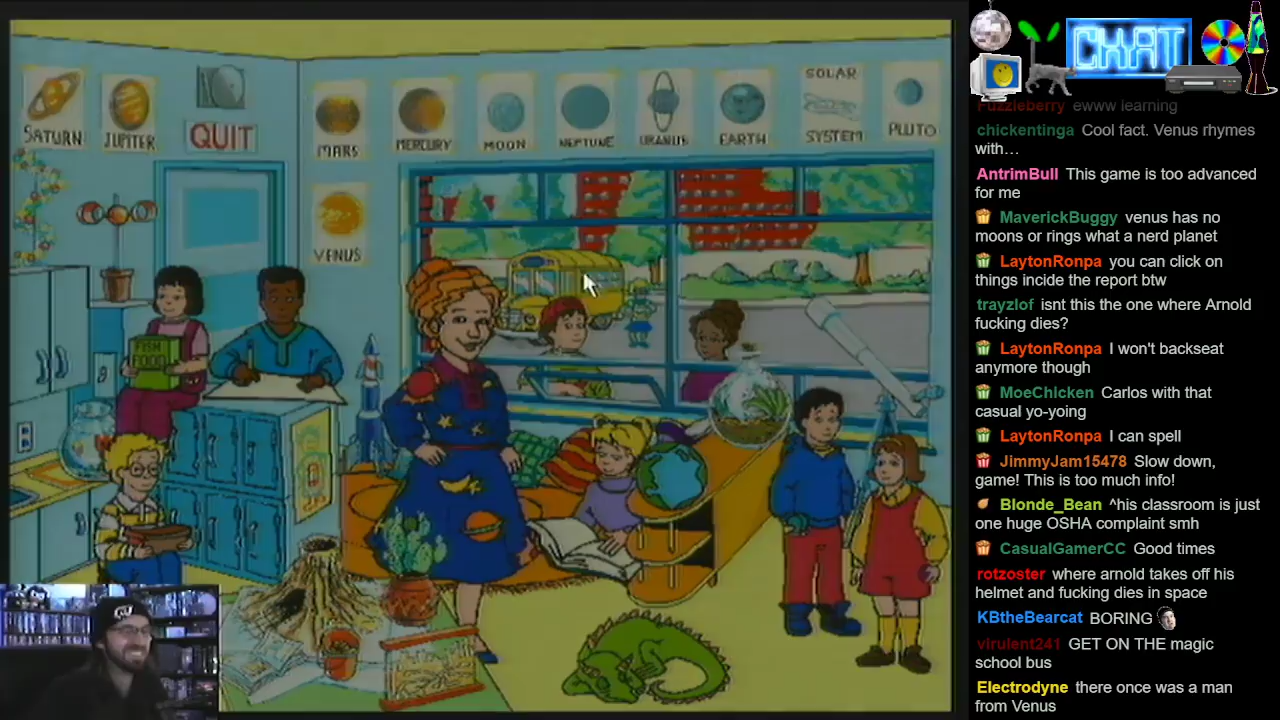 SATURN
JUPITER
QUIT
MARS
MERCURY
MOON
NEPTUNE
URANUS
EARTH
SOLAR
SYSTEM
PLUTO
VENUS
FISH
FOOD
CHAT
Fuzzleberry ewww learning
chickentinga Cool fact. Venus rhymes
with…
AntrimBull This game is too advanced
for me
MaverickBuggy venus has no
moons or rings what a nerd planet
LaytonRonpa you can click on
things incide the report btw
trayzlof isnt this the one where Arnold
fucking dies?
LaytonRonpa I won't backseat
anymore though
MoeChicken Carlos with that
casual yo-yoing
LaytonRonpa I can spell
JimmyJam15478 Slow down,
game! This is too much info!
Blonde_Bean ^his classroom is just
one huge OSHA complaint smh
CasualGamerCC Good times
rotzoster where arnold takes off his
helmet and fucking dies in space
KBtheBearcat BORING
virulent241 GET ON THE magic
school bus
Electrodyne there once was a man
from Venus